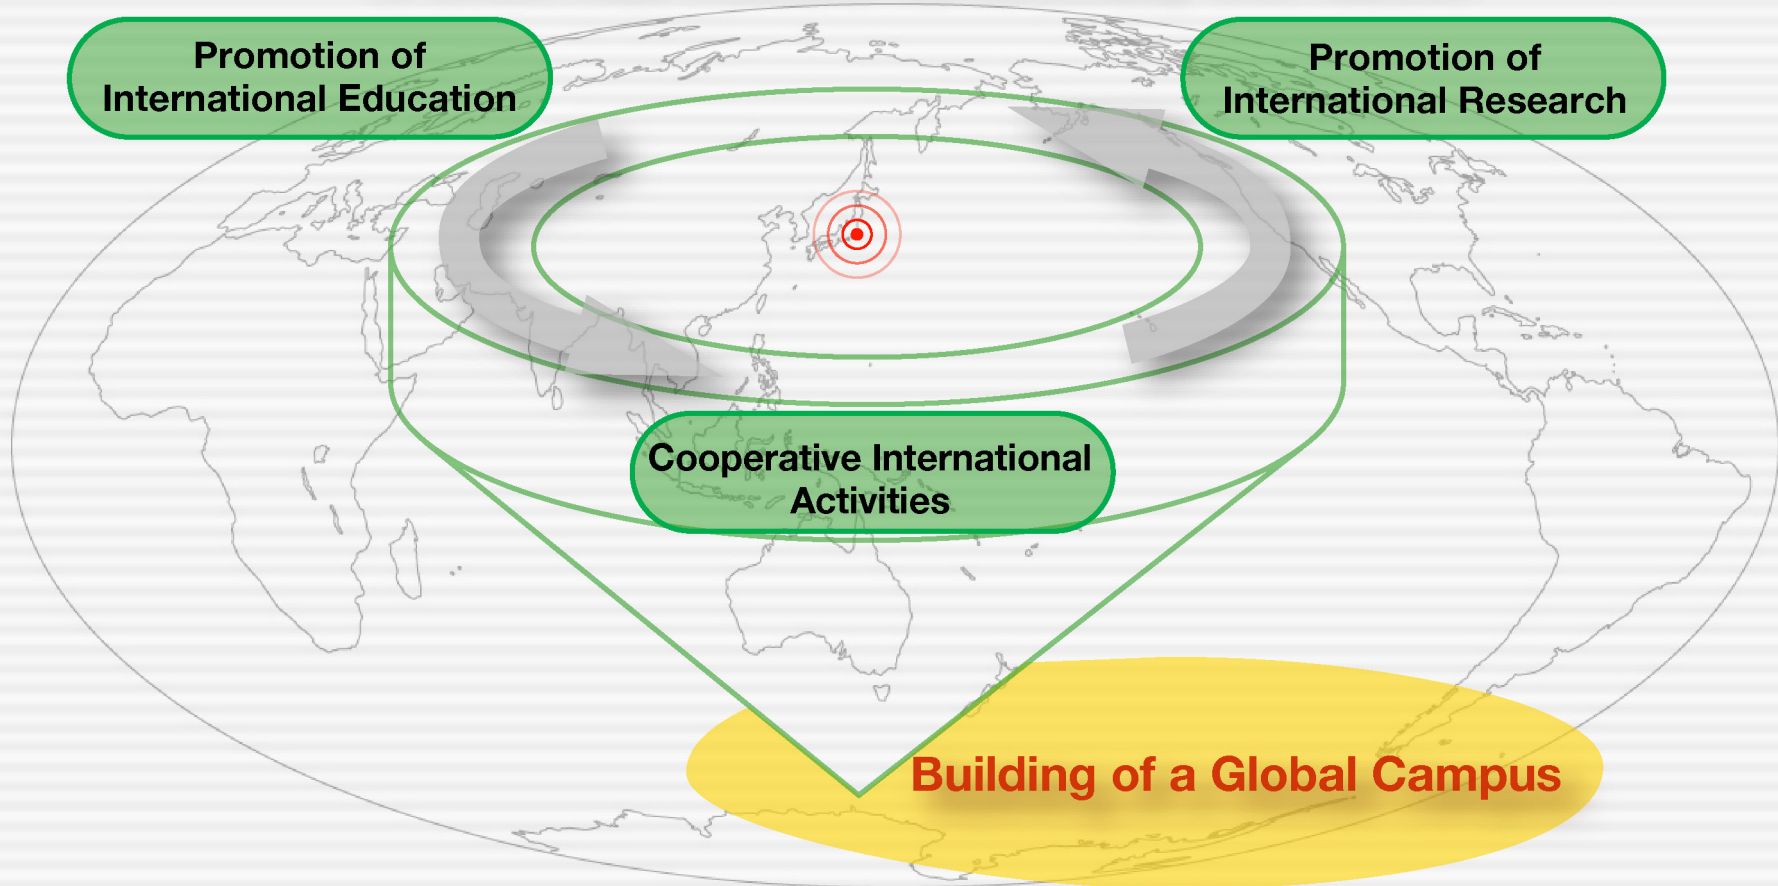 Promotion of
International Education
Promotion of
International Research
Cooperative International
Activities
Building of a Global Campus